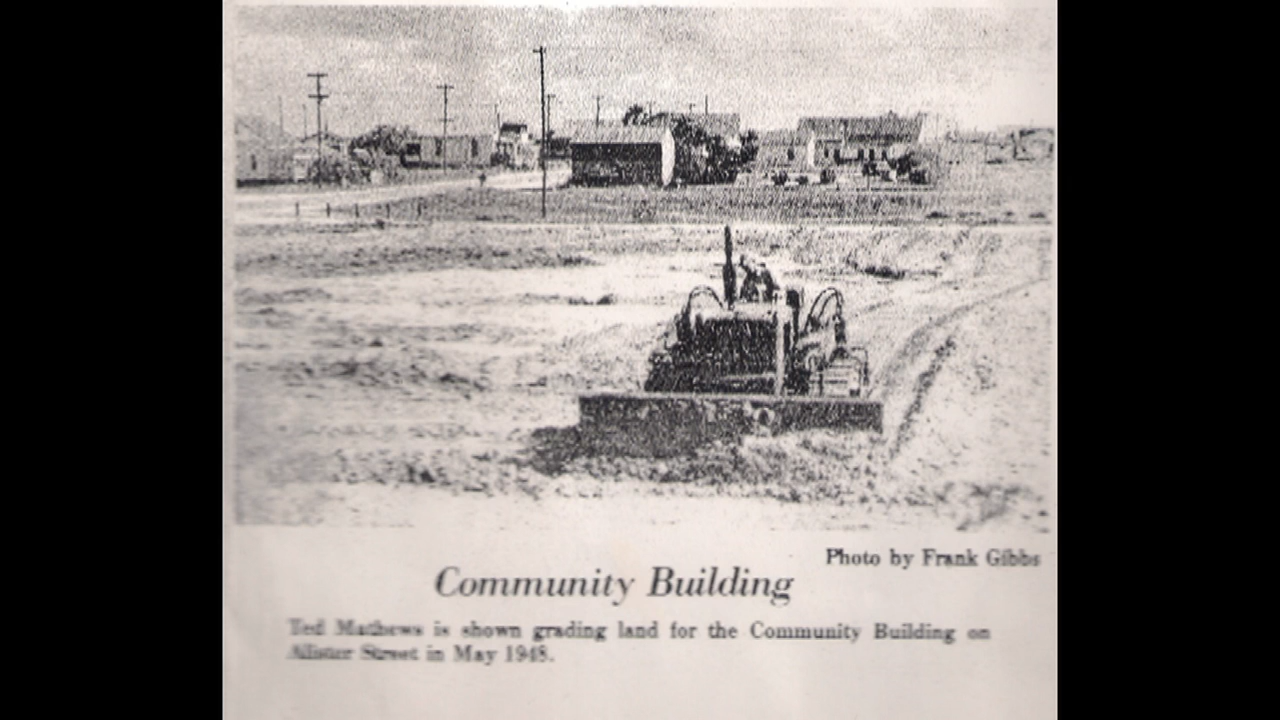 Photo by Frank Gibbs
Community Building
Ted Mathews is shown grading land for the Community Building on
Alister Street in May 1948.